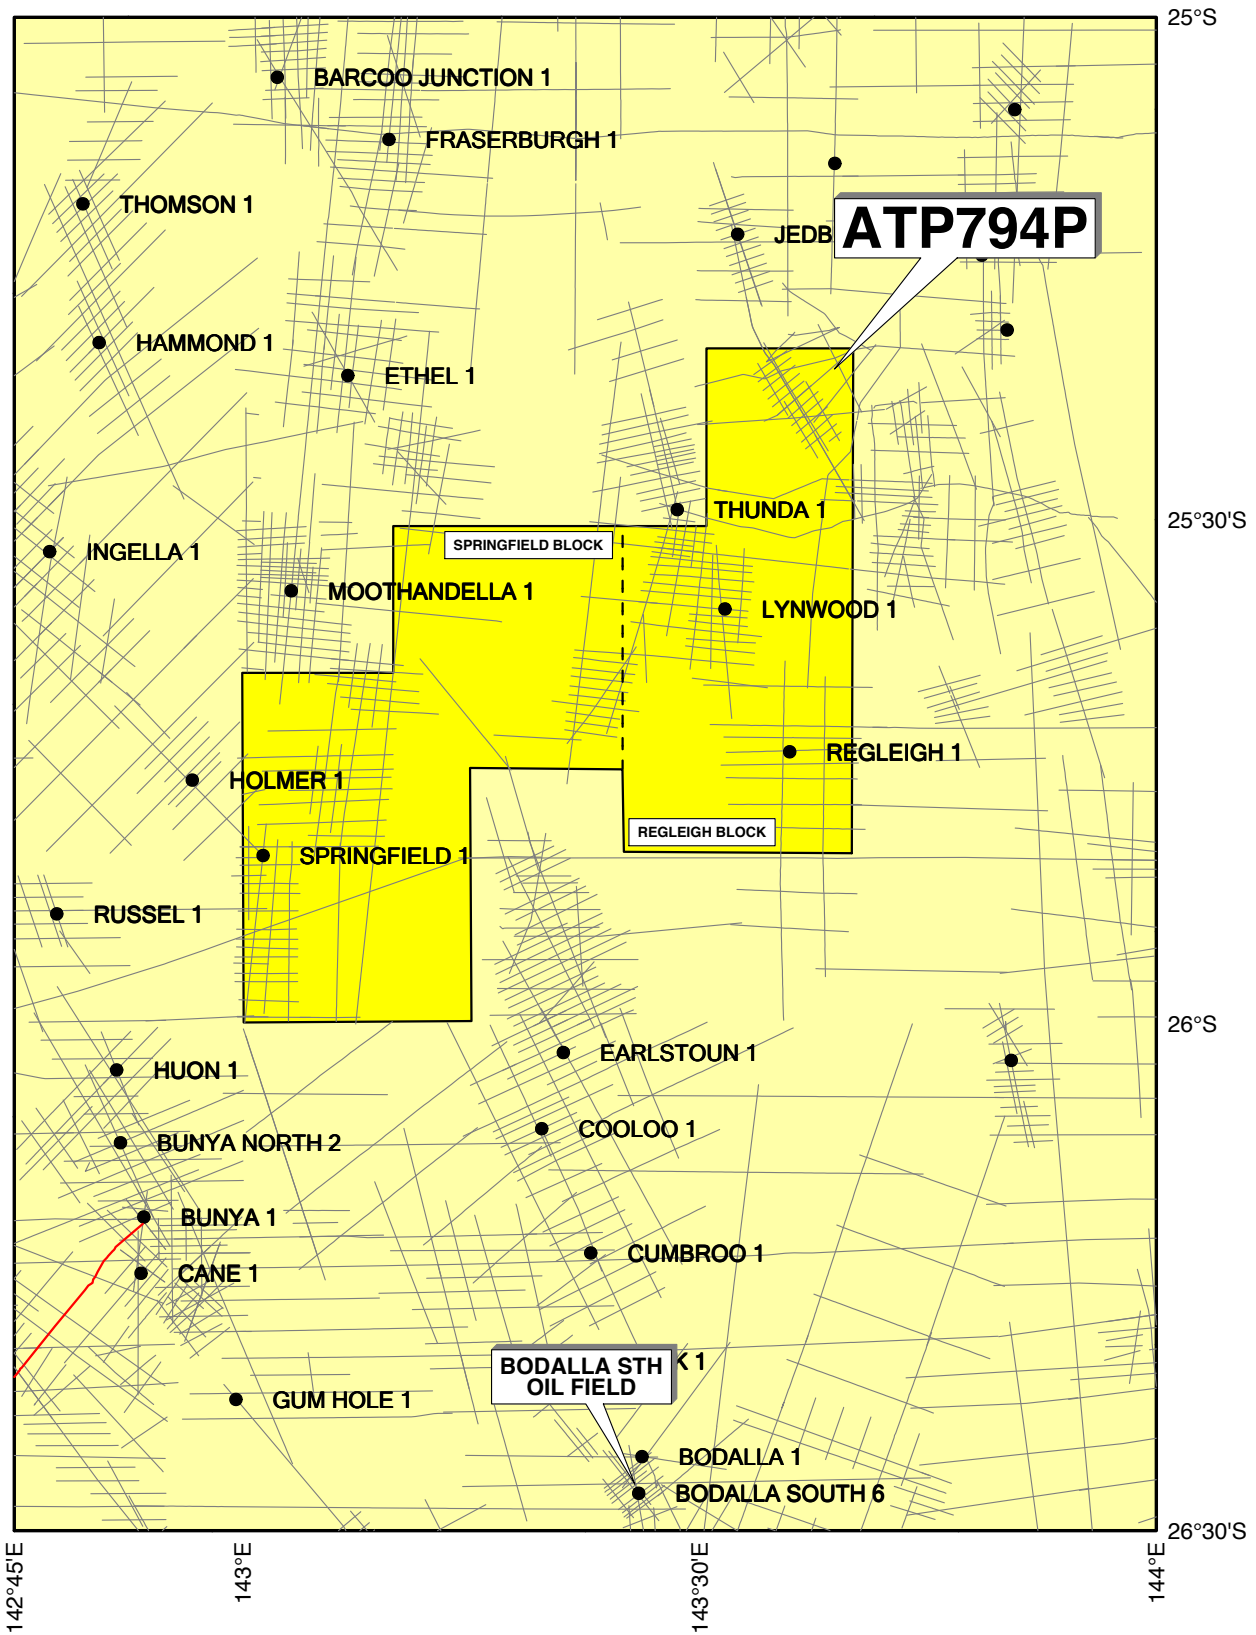 25°S
BARCOO JUNCTION 1
FRASERBURGH 1
THOMSON 1
JEDB
ATP794P
HAMMOND 1
ETHEL 1
THUNDA 1
25°30'S
SPRINGFIELD BLOCK
INGELLA 1
MOOTHANDELLA 1
LYNWOOD 1
REGLEIGH 1
HOLMER 1
REGLEIGH BLOCK
SPRINGFIELD 1
RUSSEL 1
26°S
EARLSTOUN 1
HUON 1
COOLOO 1
BUNYA NORTH 2
BUNYA 1
CUMBROO 1
CANE 1
K 1
BODALLA STH
OIL FIELD
GUM HOLE 1
BODALLA 1
BODALLA SOUTH 6
26°30'S
142°45'E
143°E
143°30'E
144°E